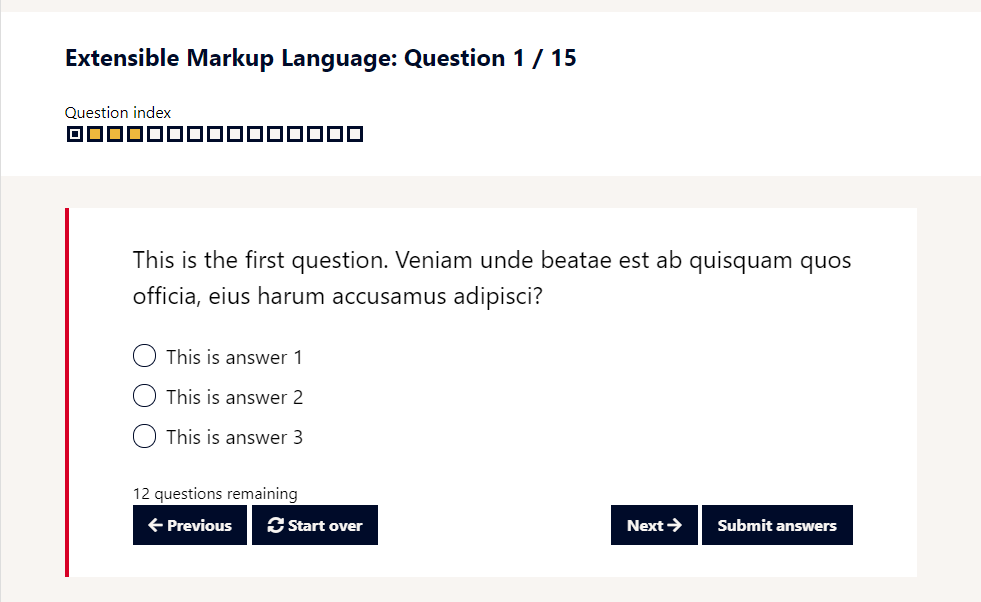 Extensible Markup Language: Question 1 / 15
Question index
This is the first question. Veniam unde beatae est ab quisquam quos
officia, eius harum accusamus adipisci?
This is answer 1
This is answer 2
This is answer 3
12 questions remaining
Previous Start over Next Submit answers